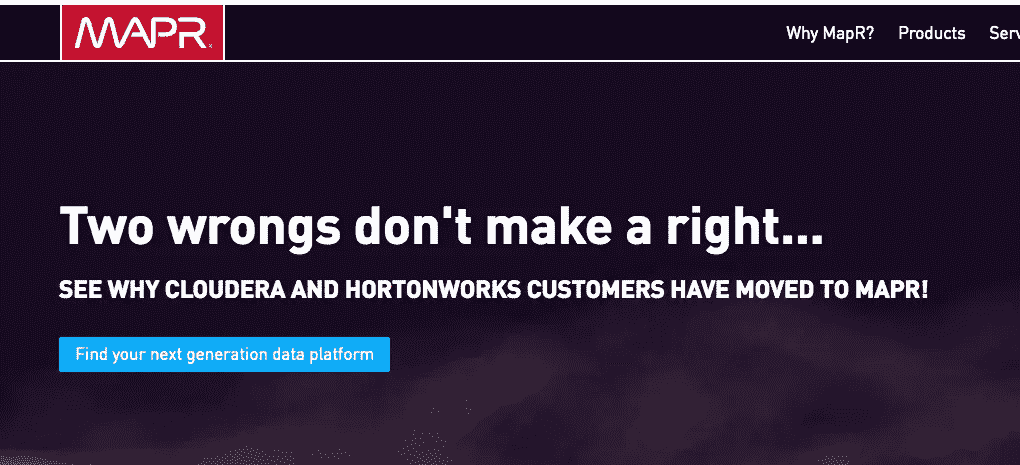 MAPR
Why MapR? Products Serv
Two wrongs don't make a right...
SEE WHY CLOUDERA AND HORTONWORKS CUSTOMERS HAVE MOVED TO MAPR!
Find your next generation data platform